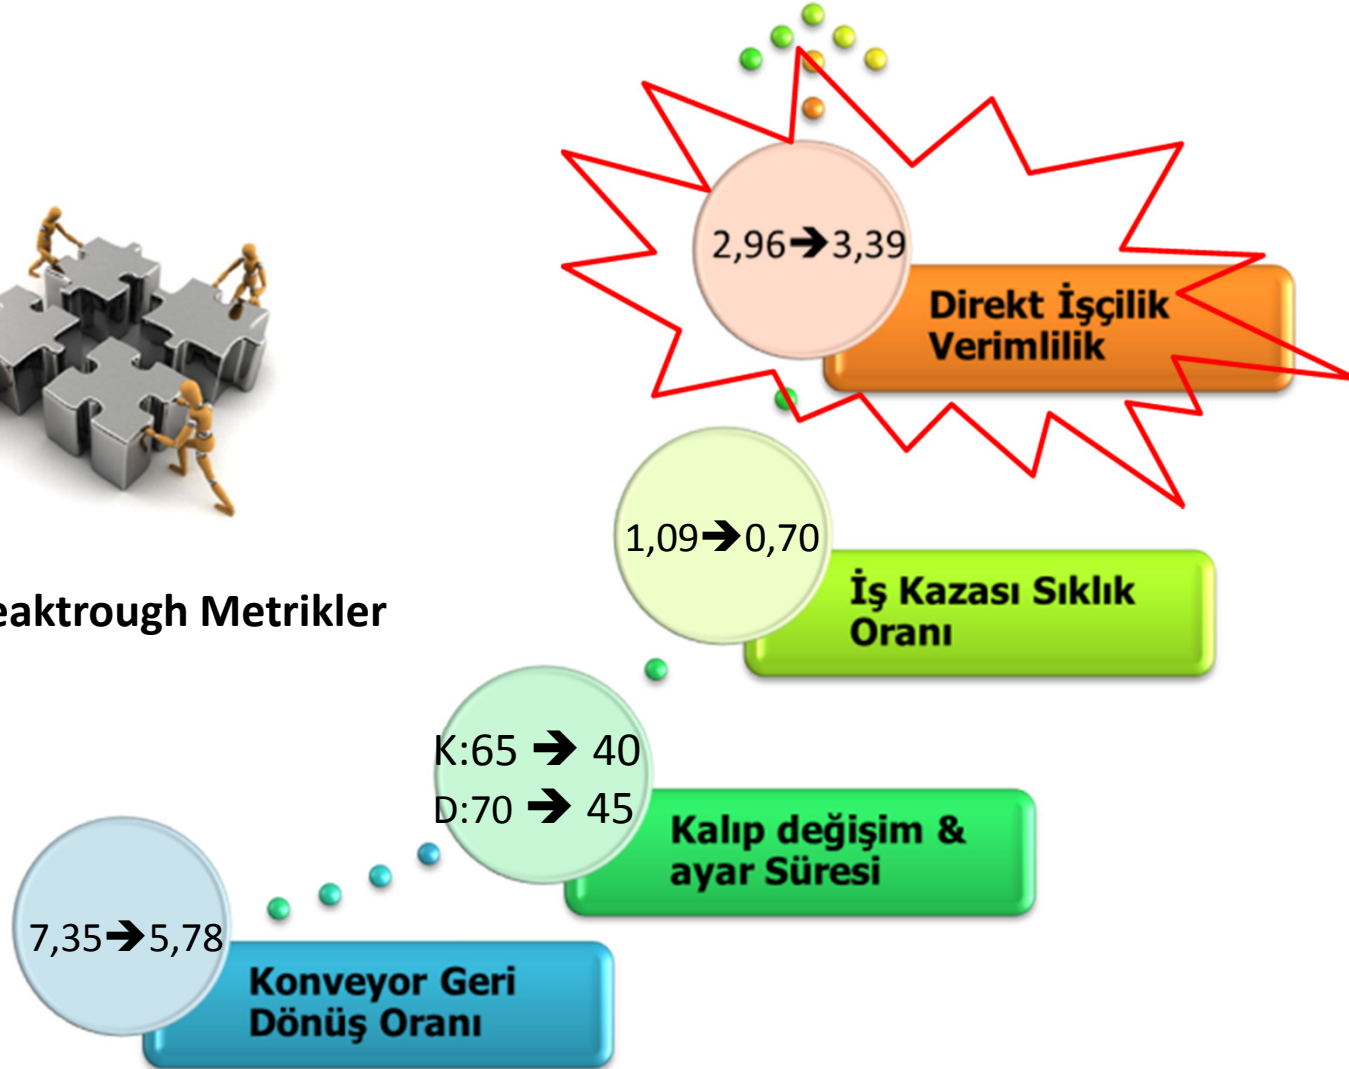 2,96➔3,39
Direkt İşçilik
Verimlilik
1,09➔0,70
İş Kazası Sıklık
Oranı
eaktrough Metrikler
K:65 ➔ 40
D:70 ➔ 45
Kalıp değişim &
ayar Süresi
7,35➔5,78
Konveyor Geri
Dönüş Oranı